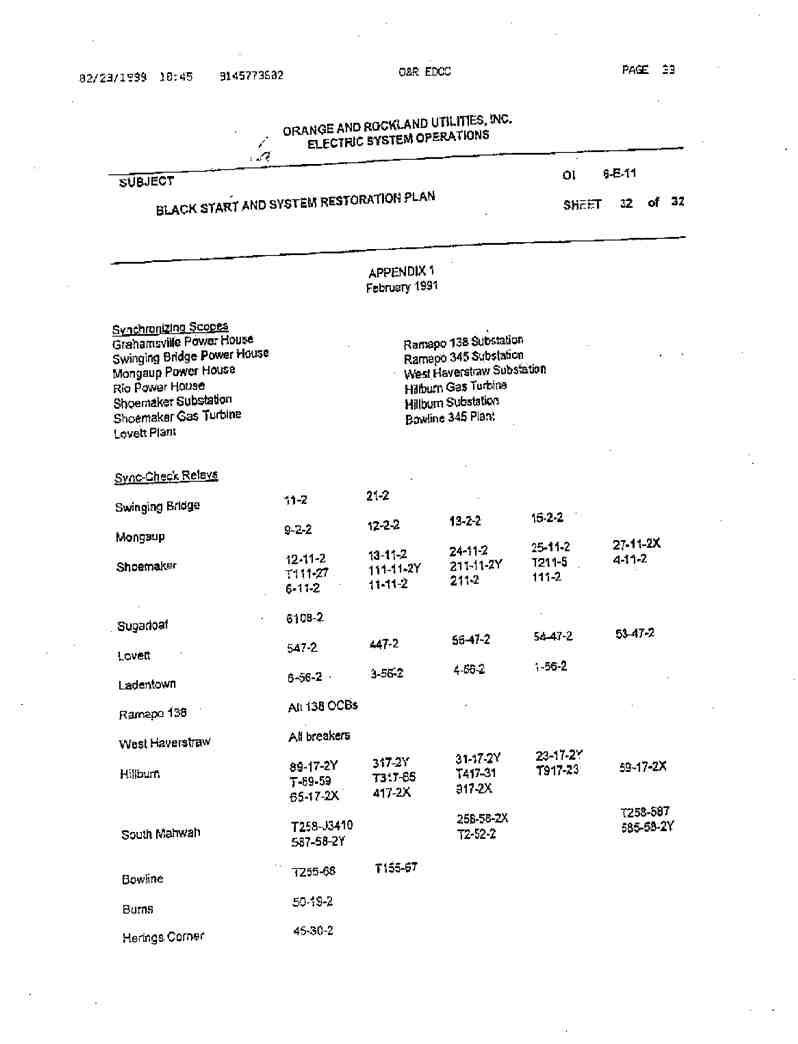 02/23/1999 10:45 9145773602 O&R EDCC PAGE 33
ORANGE AND ROCKLAND UTILITIES, INC.
ELECTRIC SYSTEM OPERATIONS
SUBJECT OI 6-E-11
BLACK START AND SYSTEM RESTORATION PLAN SHEET 32 of 32
APPENDIX 1
February 1991
Synchronizing Scopes
Grahamsville Power House Ramapo 138 Substation
Swinging Bridge Power House Ramapo 345 Substation
Mongaup Power House West Haverstraw Substation
Rio Power House Hillburn Gas Turbine
Shoemaker Substation Hillburn Substation
Shoemaker Gas Turbine Bowline 345 Plant
Lovett Plant
Sync-Check Relays
Swinging Bridge 11-2 21-2
Mongaup 9-2-2 12-2-2 13-2-2 15-2-2
Shoemaker 12-11-2 13-11-2 24-11-2 25-11-2 27-11-2X
T111-27 111-11-2Y 211-11-2Y T211-5 4-11-2
6-11-2 11-11-2 211-2 111-2
Sugarloaf 6108-2
Lovett 547-2 447-2 56-47-2 54-47-2 53-47-2
Ladentown 6-56-2 3-56-2 4-56-2 1-56-2
Ramapo 138 All 138 OCBs
West Haverstraw All breakers
Hillburn 89-17-2Y 317-2Y 31-17-2Y 23-17-2Y 59-17-2X
T-89-59 T317-65 T417-31 T917-23
65-17-2X 417-2X 917-2X
South Mahwah T258-J3410 258-58-2X T258-587
587-58-2Y T2-52-2 585-58-2Y
Bowline T255-68 T155-67
Burns 50-19-2
Herings Corner 45-30-2